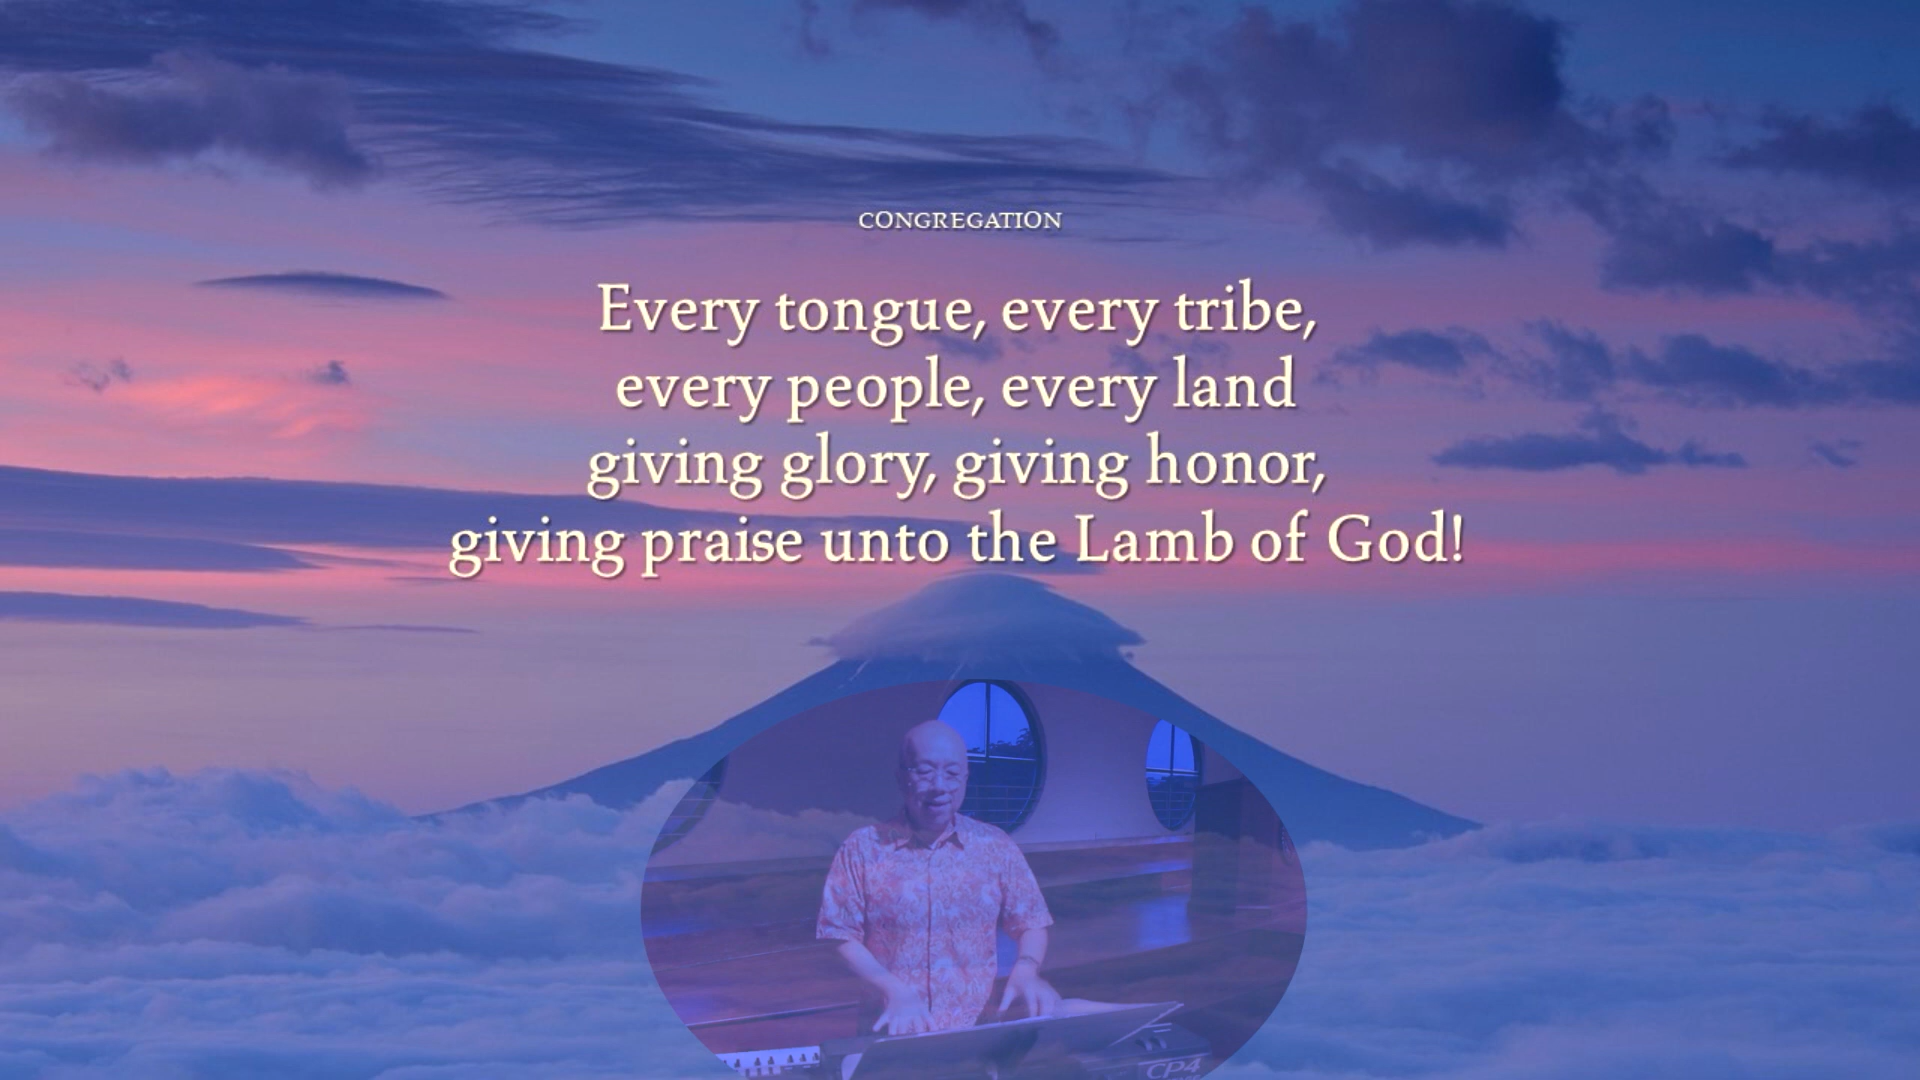 CONGREGATION
Every tongue, every tribe,
every people, every land
giving glory, giving honor,
giving praise unto the Lamb of God!
CP4